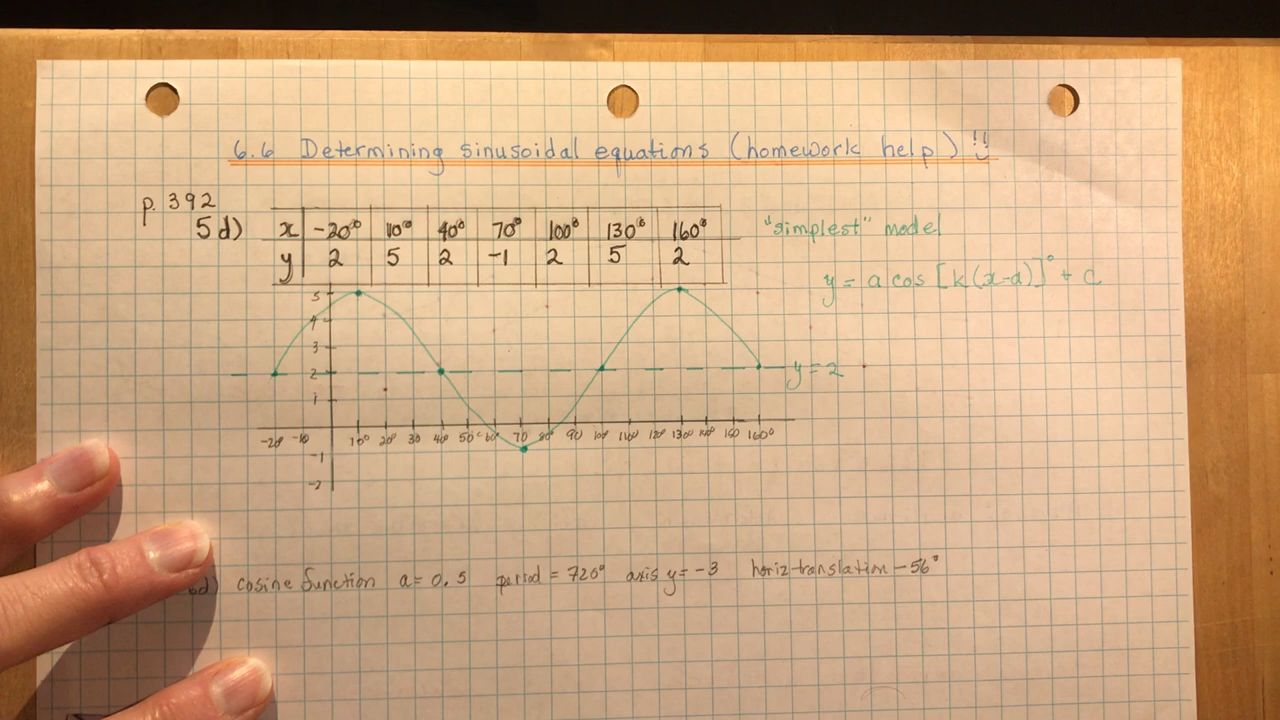 6.6 Determining sinusoidal equations (homework help)!!
p. 392
5d) x -20° 10° 40° 70° 100° 130° 160°
y 2 5 2 -1 2 5 2
"simplest" model
y = a cos [k(x-d)]° + c
5
4
3
2
1
-1
-2
y = 2
-20 -10 10° 20° 30 40 50° 60 70 80 90 100 110 120 130 140 150 160°
d) cosine function a= 0.5 period = 720° axis y= -3 horiz translation -56°